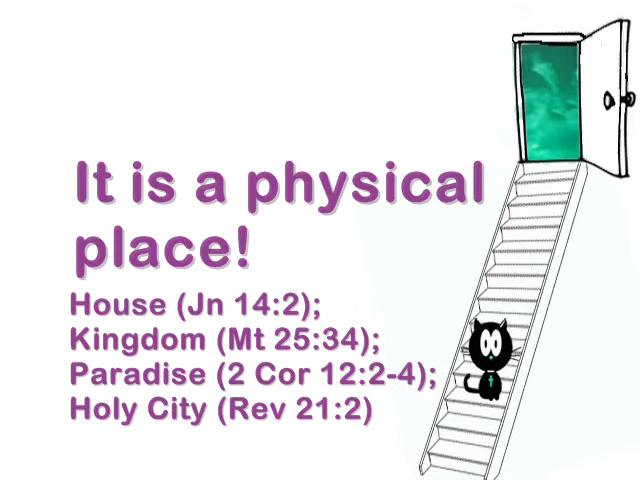 It is a physical
place!
House (Jn 14:2);
Kingdom (Mt 25:34);
Paradise (2 Cor 12:2-4);
Holy City (Rev 21:2)